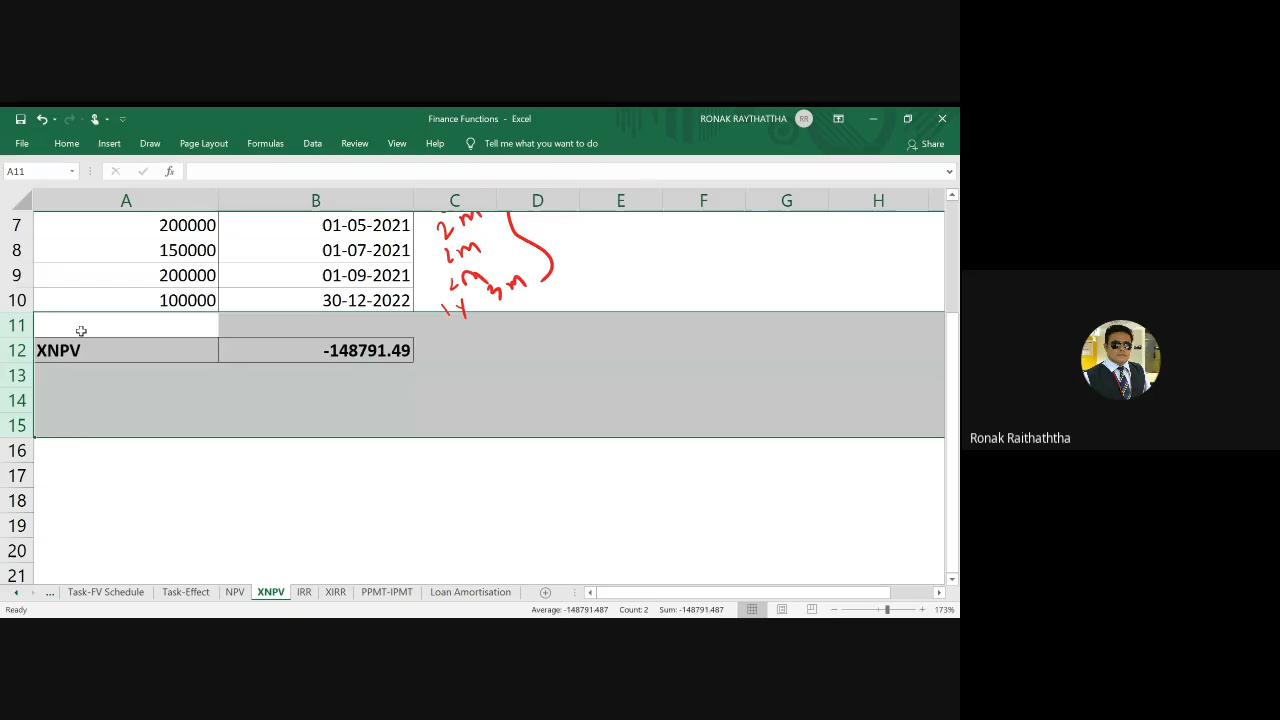 Finance Functions - Excel
RONAK RAYTHATTHA
RR
File Home Insert Draw Page Layout Formulas Data Review View Help Tell me what you want to do
Share
A11
fx
A B C D E F G H
7 200000 01-05-2021 2 m
8 150000 01-07-2021 2m
9 200000 01-09-2021 2m
10 100000 30-12-2022 1 Y 3 m
11
12 XNPV -148791.49
13
14
15
16
17
18
19
20
21
... Task-FV Schedule Task-Effect NPV XNPV IRR XIRR PPMT-IPMT Loan Amortisation
Ready Average: -148791.487 Count: 2 Sum: -148791.487 173%
Ronak Raithaththa